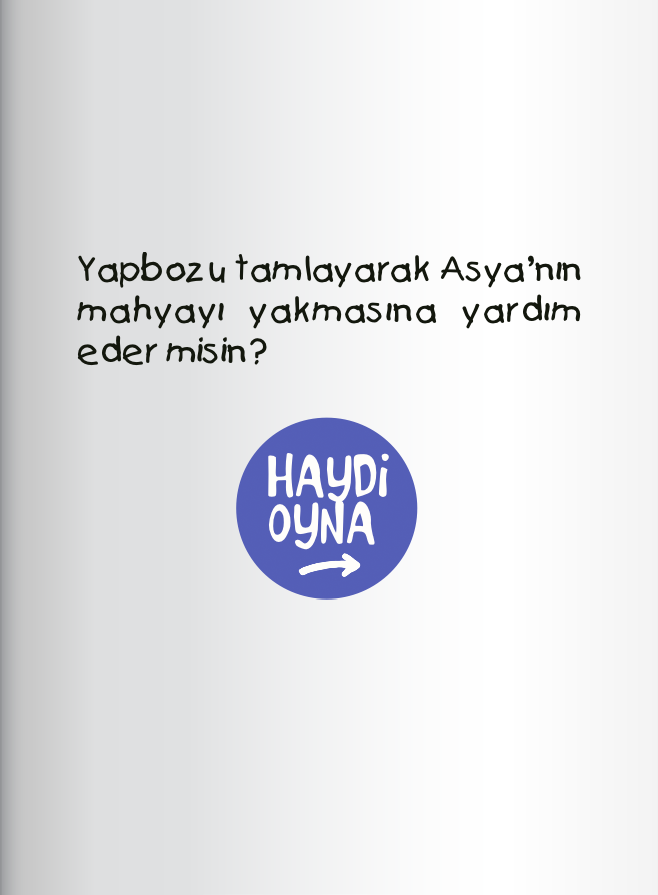 Yapbozu tamlayarak Asya’nın
mahyayı yakmasına yardım
eder misin?
HAYDi
OYNA